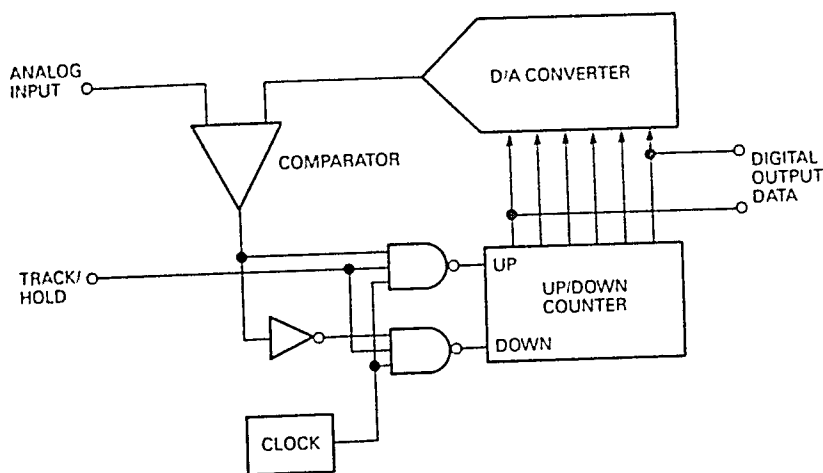 D/A CONVERTER
ANALOG
INPUT
COMPARATOR
DIGITAL
OUTPUT
DATA
TRACK/
HOLD
UP
UP/DOWN
COUNTER
DOWN
CLOCK